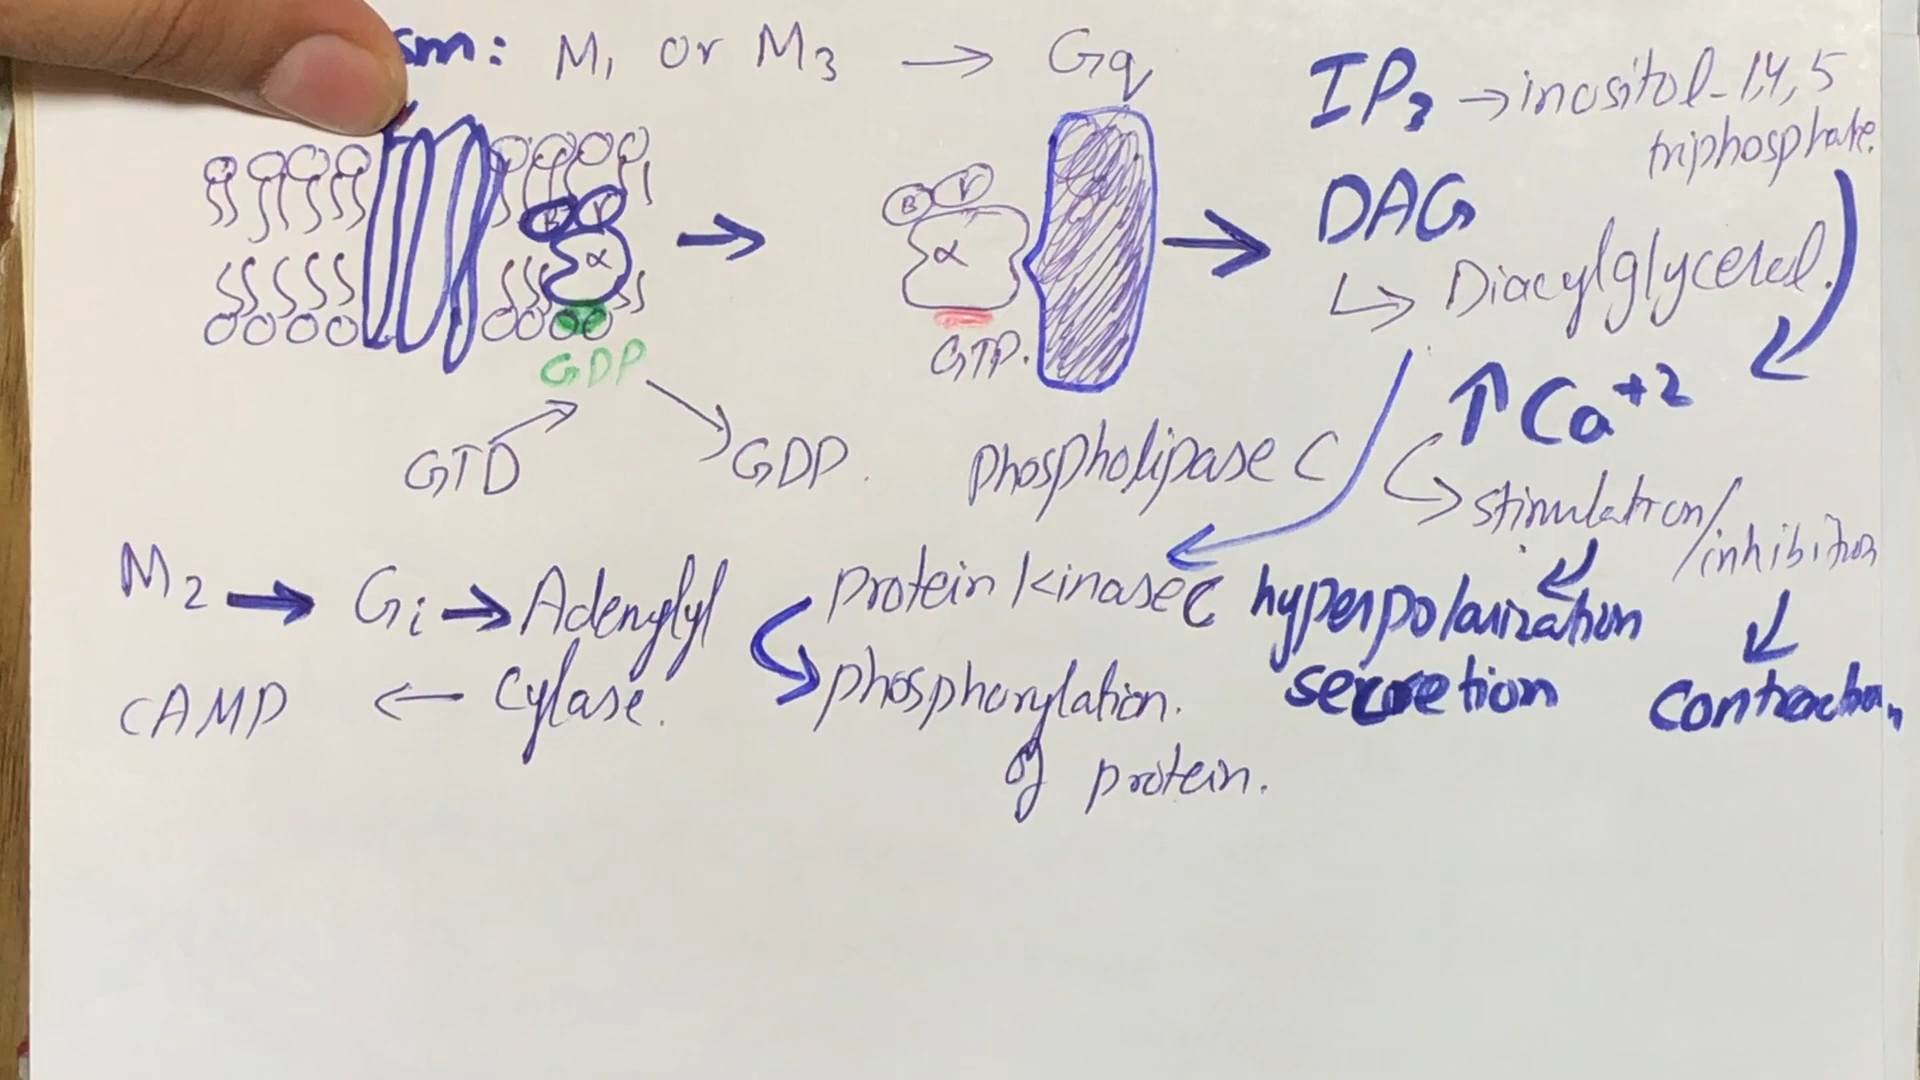 sm: M1 or M3 → Gq
IP3 → inositol-1,4,5
triphosphate.
DAG
↳ Diacylglycerol.
B γ
α
B γ
α
GDP
GTP.
GTD
GDP.
Phospholipase C
↑ Ca+2
↳ stimulation/inhibition
M2 → Gi → Adenylyl
cylase.
cAMP ←
protein kinase C
phosphorylation.
of protein.
hyperpolarization
secretion
contraction